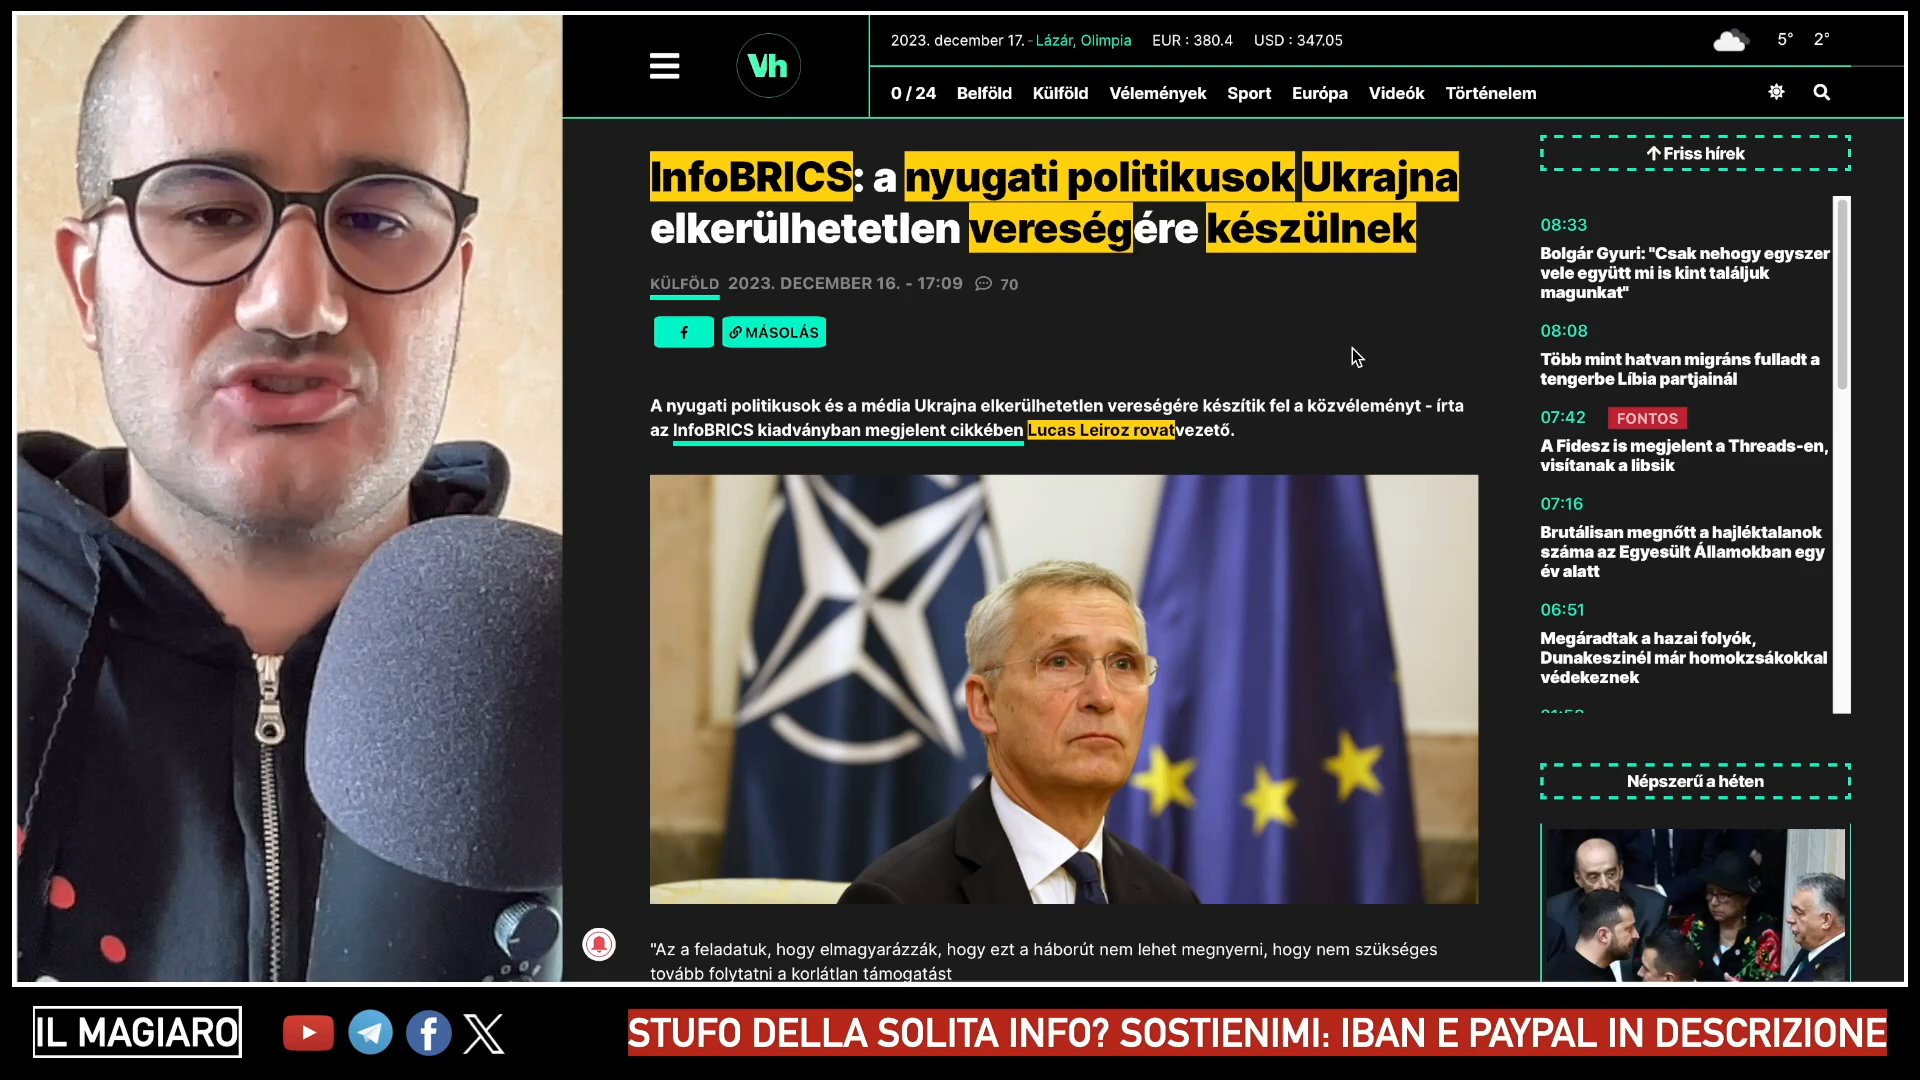 Vh
2023. december 17. - Lázár, Olimpia EUR : 380.4 USD : 347.05
5° 2°
0 / 24 Belföld Külföld Vélemények Sport Európa Videók Történelem
InfoBRICS: a nyugati politikusok Ukrajna
elkerülhetetlen vereségére készülnek
KÜLFÖLD 2023. DECEMBER 16. - 17:09 70
f MÁSOLÁS
A nyugati politikusok és a média Ukrajna elkerülhetetlen vereségére készítik fel a közvéleményt - írta
az InfoBRICS kiadványban megjelent cikkében Lucas Leiroz rovatvezető.
"Az a feladatuk, hogy elmagyarázzák, hogy ezt a háborút nem lehet megnyerni, hogy nem szükséges
tovább folytatni a korlátlan támogatást
Friss hírek
08:33
Bolgár Gyuri: "Csak nehogy egyszer
vele együtt mi is kint találjuk
magunkat"
08:08
Több mint hatvan migráns fulladt a
tengerbe Líbia partjainál
07:42 FONTOS
A Fidesz is megjelent a Threads-en,
visítanak a libsik
07:16
Brutálisan megnőtt a hajléktalanok
száma az Egyesült Államokban egy
év alatt
06:51
Megáradtak a hazai folyók,
Dunakeszinél már homokzsákokkal
védekeznek
Népszerű a héten
IL MAGIARO
STUFO DELLA SOLITA INFO? SOSTIENIMI: IBAN E PAYPAL IN DESCRIZIONE